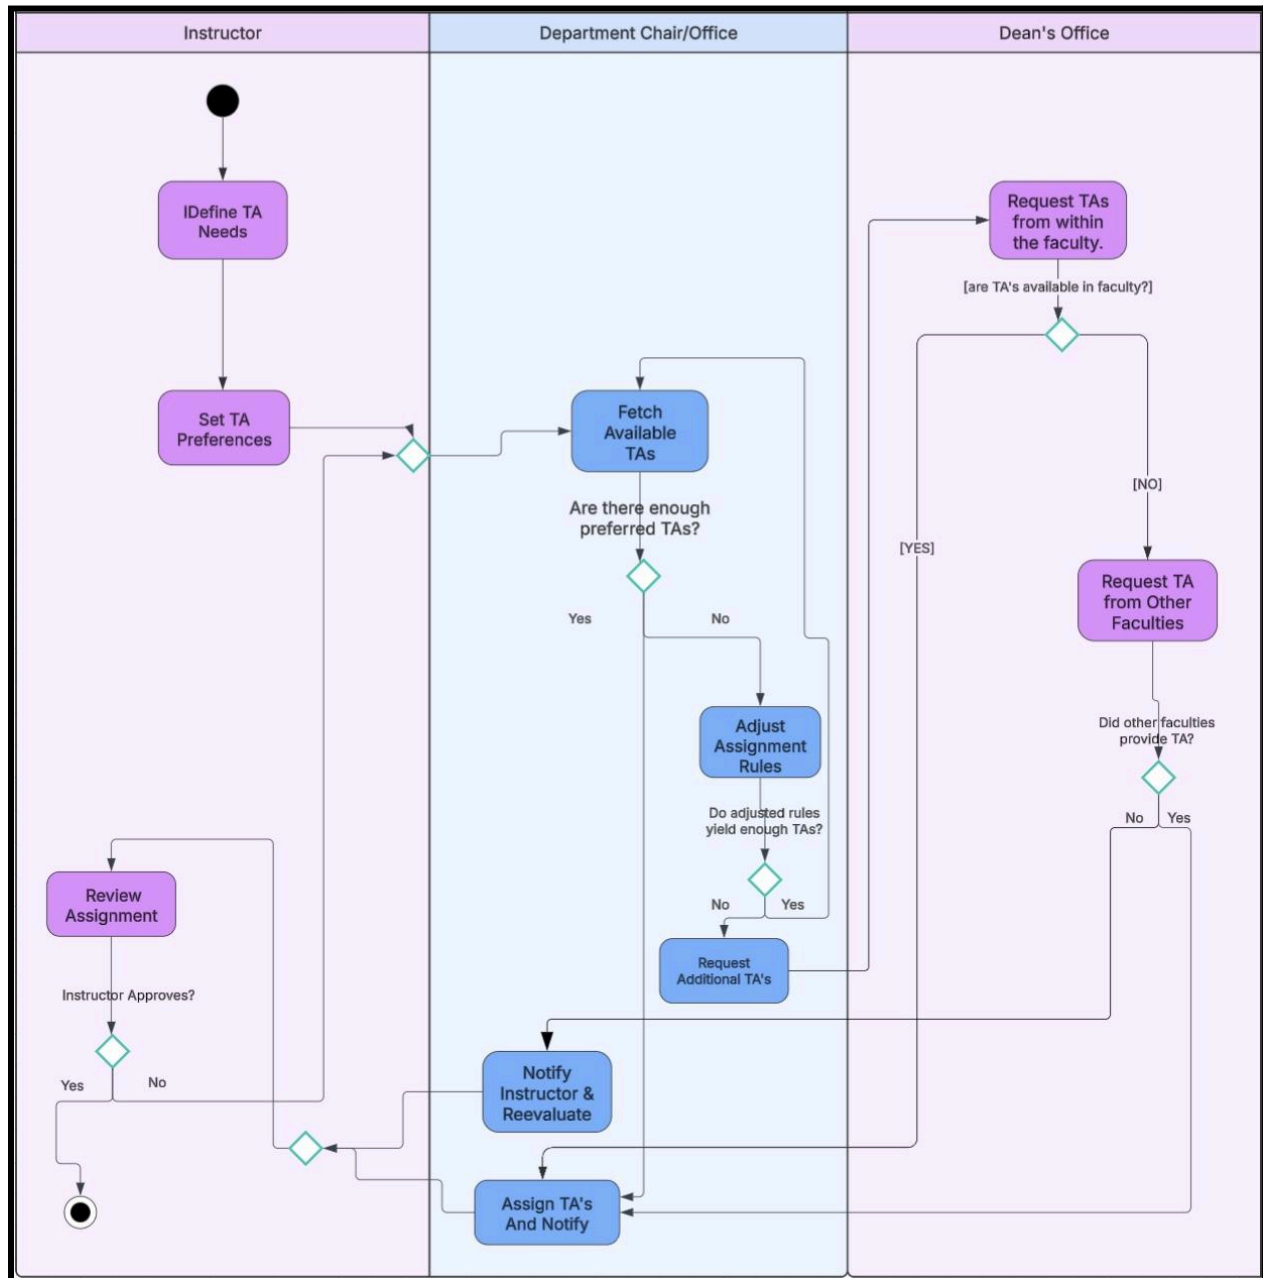 Instructor
Department Chair/Office
Dean's Office
IDefine TA
Needs
Request TAs
from within
the faculty.
[are TA's available in faculty?]
Set TA
Preferences
Fetch
Available
TAs
Are there enough
preferred TAs?
[NO]
[YES]
Request TA
from Other
Faculties
Yes
No
Adjust
Assignment
Rules
Did other faculties
provide TA?
Do adjusted rules
yield enough TAs?
No
Yes
Review
Assignment
No
Yes
Request
Additional TA's
Instructor Approves?
Yes
No
Notify
Instructor &
Reevaluate
Assign TA's
And Notify